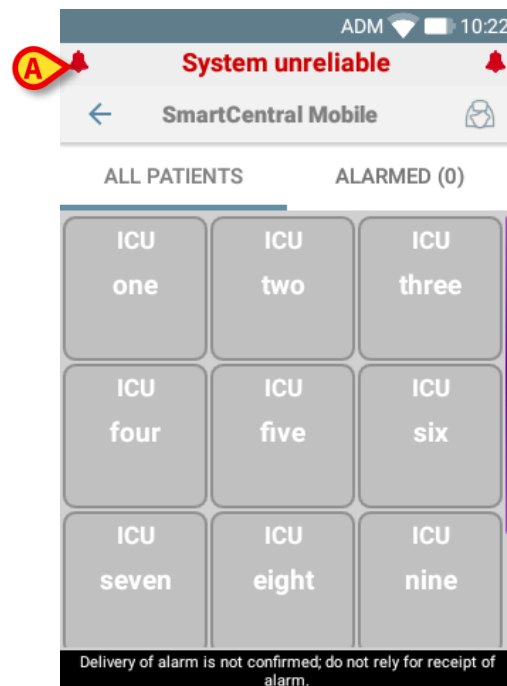 ADM 10:22
A
System unreliable
SmartCentral Mobile
ALL PATIENTS ALARMED (0)
ICU ICU ICU
one two three
ICU ICU ICU
four five six
ICU ICU ICU
seven eight nine
Delivery of alarm is not confirmed; do not rely for receipt of
alarm.